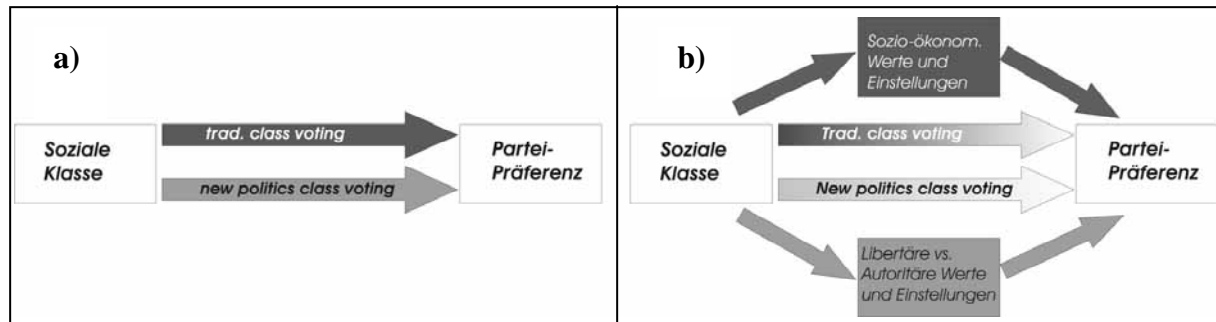 a)
Soziale
Klasse
trad. class voting
new politics class voting
Partei-
Präferenz
b)
Sozio-ökonom.
Werte und
Einstellungen
Soziale
Klasse
Trad. class voting
New politics class voting
Partei-
Präferenz
Libertäre vs.
Autoritäre Werte
und Einstellungen